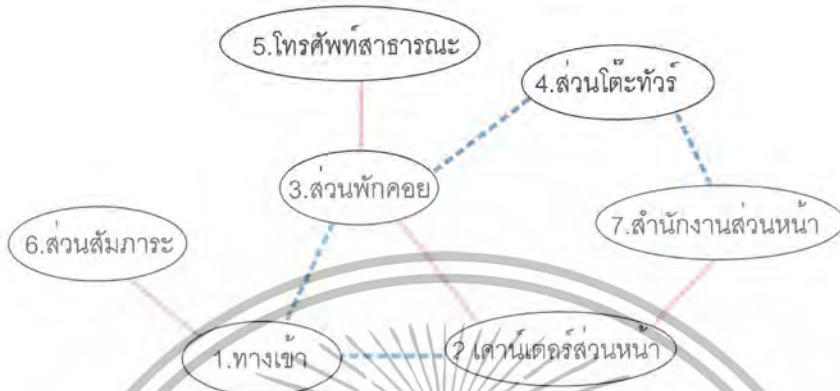 5.โทรศัพท์สาธารณะ
4.ส่วนโต๊ะทัวร์
3.ส่วนพักคอย
7.สำนักงานส่วนหน้า
6.ส่วนสัมภาระ
1.ทางเข้า
2 เคาน์เตอร์ส่วนหน้า